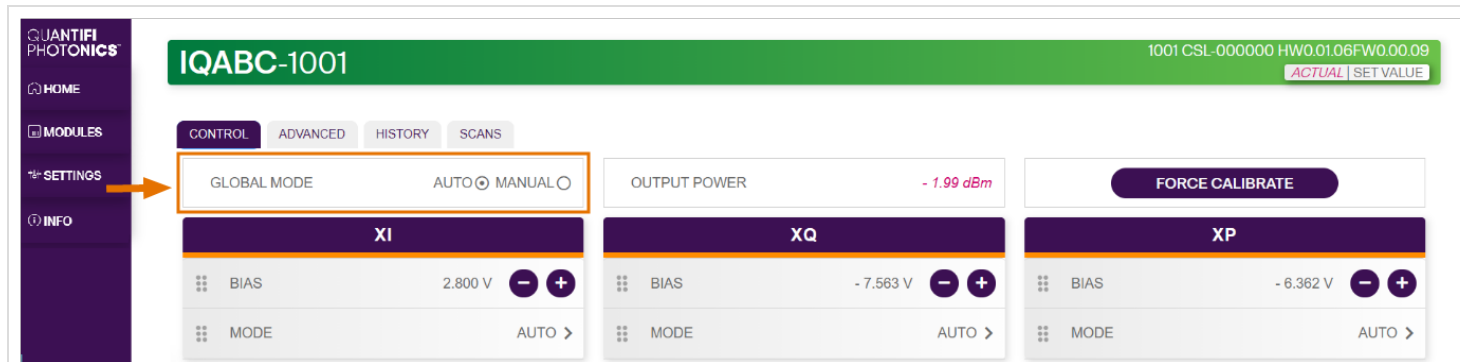 QUANTIFI
PHOTONICS™
HOME
MODULES
SETTINGS
INFO
IQABC-1001
1001 CSL-000000 HW0.01.06FW0.00.09
ACTUAL | SET VALUE
CONTROL ADVANCED HISTORY SCANS
GLOBAL MODE AUTO MANUAL
OUTPUT POWER - 1.99 dBm
FORCE CALIBRATE
XI
BIAS 2.800 V
MODE AUTO
XQ
BIAS - 7.563 V
MODE AUTO
XP
BIAS - 6.362 V
MODE AUTO